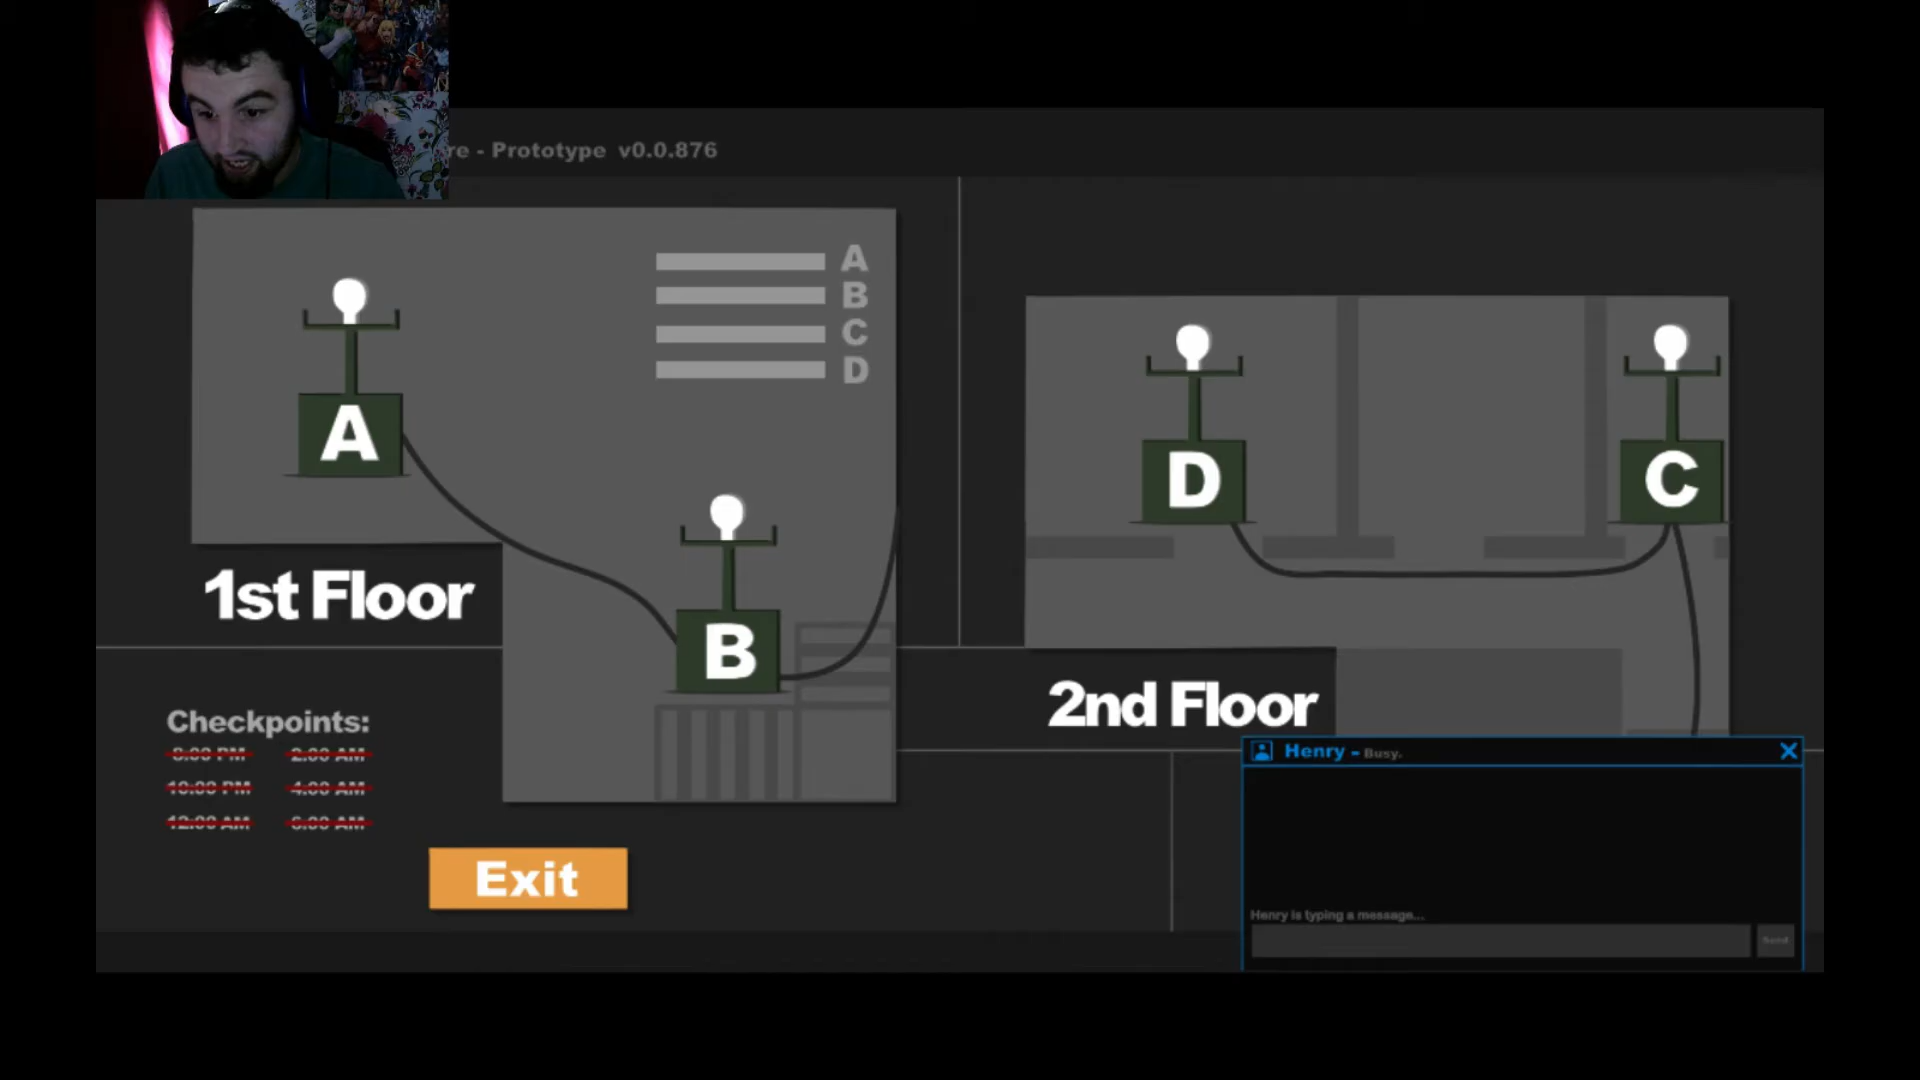 re - Prototype v0.0.876
A
B
C
D
A
B
1st Floor
D
C
2nd Floor
Checkpoints:
8:00 PM 2:00 AM
10:00 PM 4:00 AM
12:00 AM 6:00 AM
Exit
Henry - Busy.
Henry is typing a message...
Send